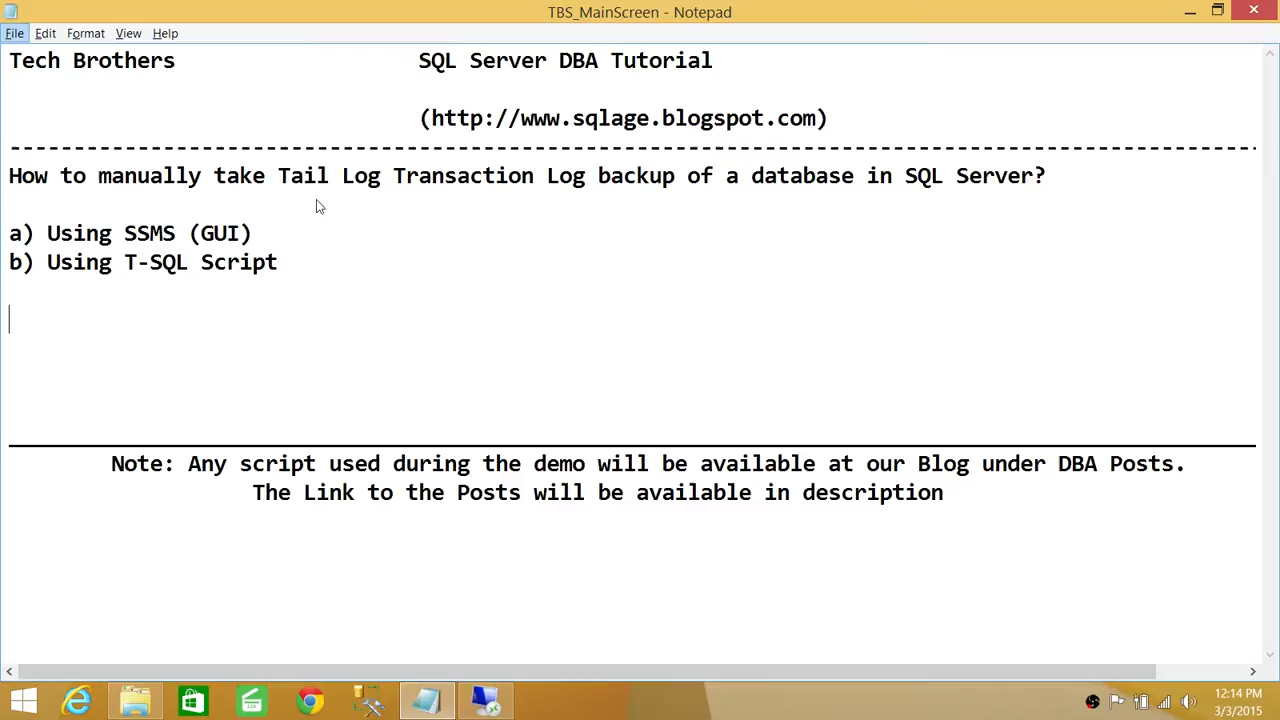 TBS_MainScreen - Notepad
File Edit Format View Help
Tech Brothers SQL Server DBA Tutorial
(http://www.sqlage.blogspot.com)
--------------------------------------------------------------------------------------------------
How to manually take Tail Log Transaction Log backup of a database in SQL Server?
a) Using SSMS (GUI)
b) Using T-SQL Script
Note: Any script used during the demo will be available at our Blog under DBA Posts.
The Link to the Posts will be available in description
12:14 PM
3/3/2015